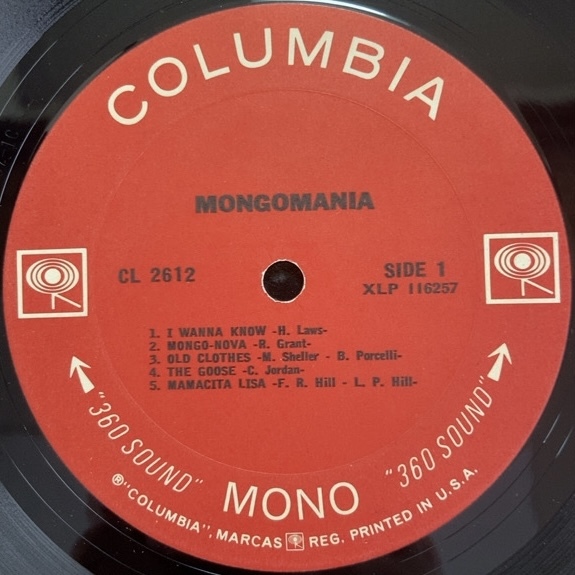 COLUMBIA
MONGOMANIA
CL 2612
SIDE 1
XLP 116257
1. I WANNA KNOW -H. Laws-
2. MONGO-NOVA -R. Grant-
3. OLD CLOTHES -M. Sheller - B. Porcelli-
4. THE GOOSE -C. Jordan-
5. MAMACITA LISA -F. R. Hill - L. P. Hill-
"360 SOUND"
MONO
"360 SOUND"
®"COLUMBIA", MARCAS REG. PRINTED IN U.S.A.